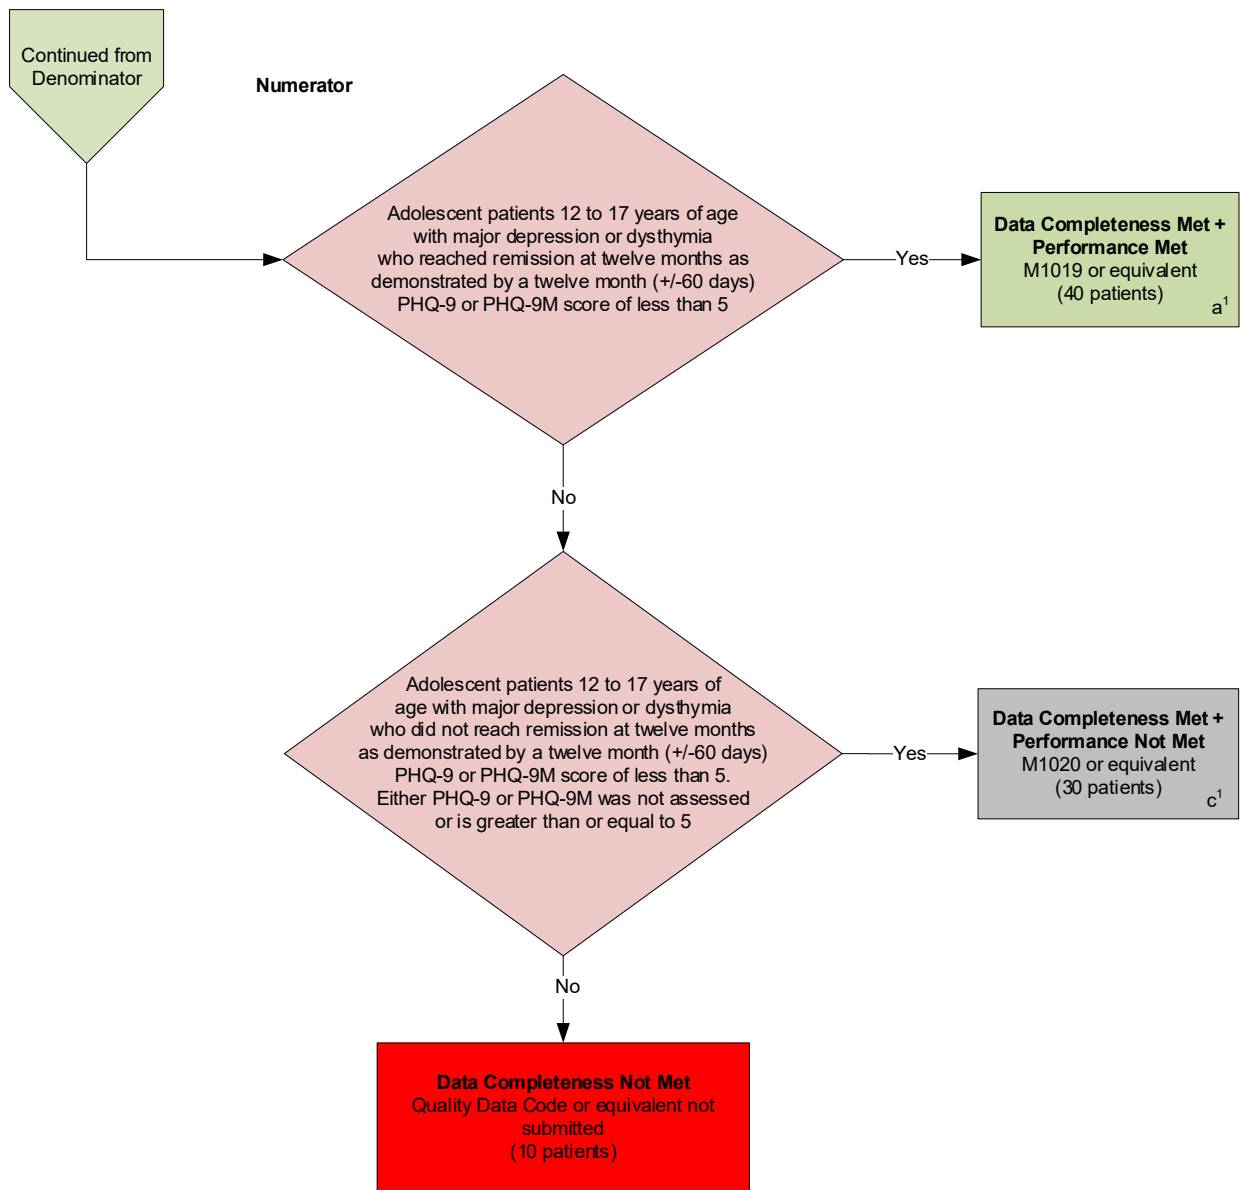 Continued from
Denominator
Numerator
Adolescent patients 12 to 17 years of age
with major depression or dysthymia
who reached remission at twelve months as
demonstrated by a twelve month (+/-60 days)
PHQ-9 or PHQ-9M score of less than 5
Yes
Data Completeness Met +
Performance Met
M1019 or equivalent
(40 patients)
a¹
No
Adolescent patients 12 to 17 years of
age with major depression or dysthymia
who did not reach remission at twelve months
as demonstrated by a twelve month (+/-60 days)
PHQ-9 or PHQ-9M score of less than 5.
Either PHQ-9 or PHQ-9M was not assessed
or is greater than or equal to 5
Yes
Data Completeness Met +
Performance Not Met
M1020 or equivalent
(30 patients)
c¹
No
Data Completeness Not Met
Quality Data Code or equivalent not
submitted
(10 patients)